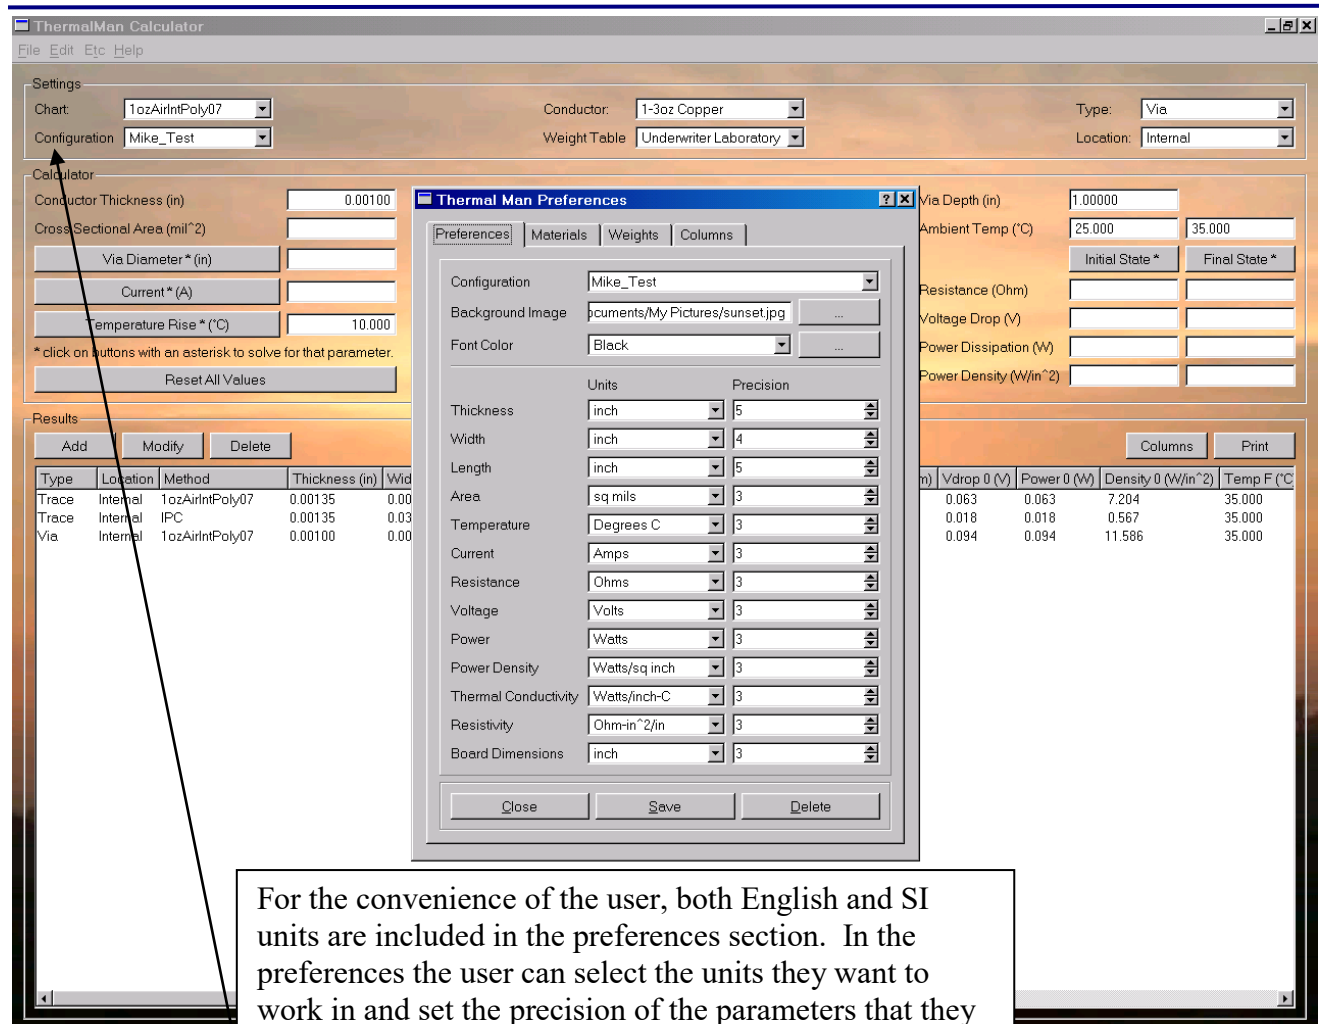 ThermalMan Calculator
File Edit Etc Help
Settings
Chart: 1ozAirIntPoly07 Conductor: 1-3oz Copper Type: Via
Configuration Mike_Test Weight Table Underwriter Laboratory Location: Internal
Calculator
Conductor Thickness (in) 0.00100
Cross Sectional Area (mil^2)
Via Diameter* (in)
Current* (A)
Temperature Rise* (°C) 10.000
* click on buttons with an asterisk to solve for that parameter.
Reset All Values
Via Depth (in) 1.00000
Ambient Temp (°C) 25.000 35.000
Initial State* Final State*
Resistance (Ohm)
Voltage Drop (V)
Power Dissipation (W)
Power Density (W/in^2)
Thermal Man Preferences
Preferences Materials Weights Columns
Configuration Mike_Test
Background Image ocuments/My Pictures/sunset.jpg ...
Font Color Black ...
Units Precision
Thickness inch 5
Width inch 4
Length inch 5
Area sq mils 3
Temperature Degrees C 3
Current Amps 3
Resistance Ohms 3
Voltage Volts 3
Power Watts 3
Power Density Watts/sq inch 3
Thermal Conductivity Watts/inch-C 3
Resistivity Ohm-in^2/in 3
Board Dimensions inch 3
Close Save Delete
Results
Add Modify Delete Columns Print
Type Location Method Thickness (in) Wid m) Vdrop 0 (V) Power 0 (W) Density 0 (W/in^2) Temp F (°C
Trace Internal 1ozAirIntPoly07 0.00135 0.00 0.063 0.063 7.204 35.000
Trace Internal IPC 0.00135 0.03 0.018 0.018 0.567 35.000
Via Internal 1ozAirIntPoly07 0.00100 0.00 0.094 0.094 11.586 35.000
For the convenience of the user, both English and SI
units are included in the preferences section. In the
preferences the user can select the units they want to
work in and set the precision of the parameters that they